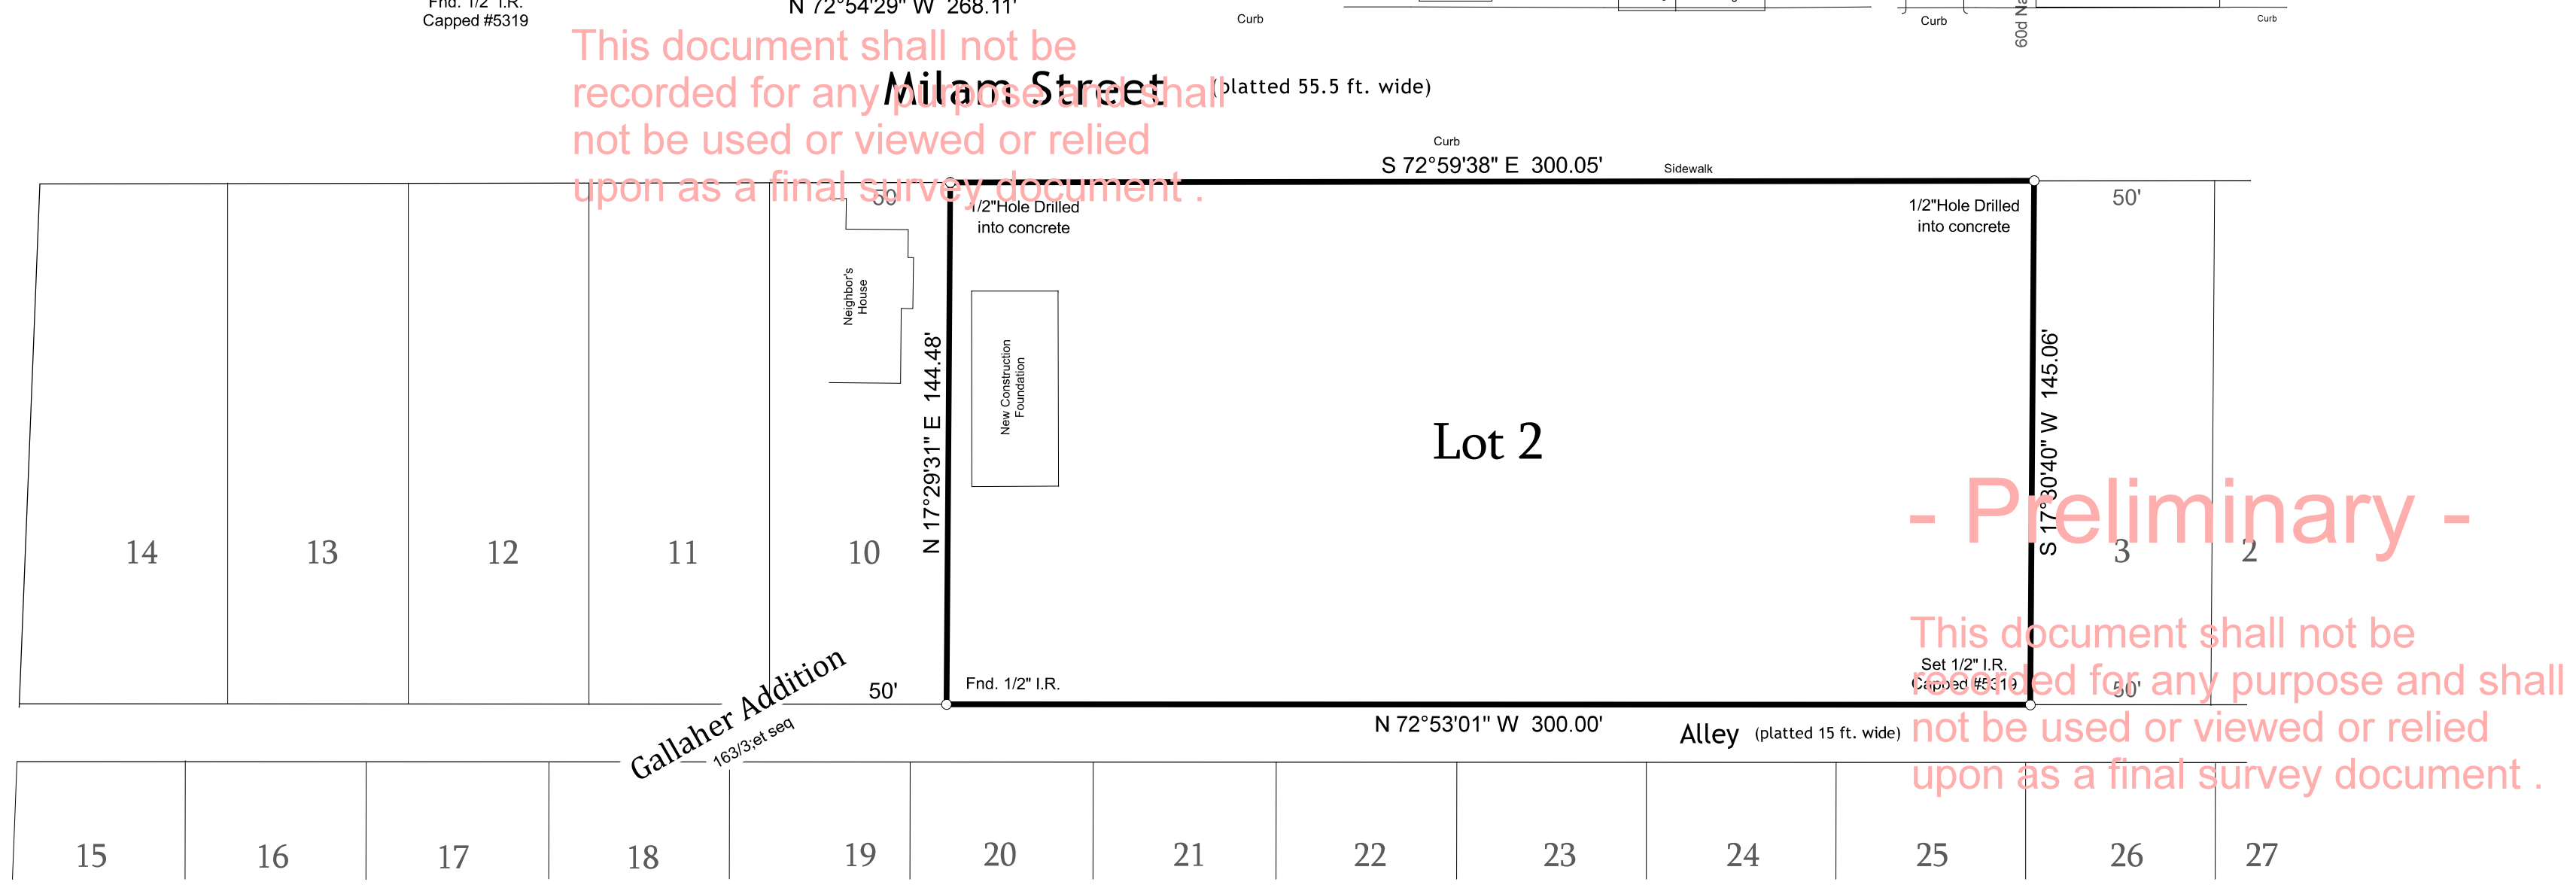 Fnd. 1/2" I.R.
Capped #5319
N 72°54'29" W 268.11'
Curb
Curb
Curb
This document shall not be
recorded for any purpose and shall
not be used or viewed or relied
upon as a final survey document .
Milam Street (platted 55.5 ft. wide)
Curb
S 72°59'38" E 300.05'
Sidewalk
50'
1/2"Hole Drilled
into concrete
1/2"Hole Drilled
into concrete
50'
Neighbor's
House
New Construction
Foundation
N 17°29'31" E 144.48'
S 17°30'40" W 145.06'
Lot 2
- Preliminary -
14
13
12
11
10
3
2
This document shall not be
recorded for any purpose and shall
not be used or viewed or relied
upon as a final survey document .
Set 1/2" I.R.
Capped #5319
50'
Fnd. 1/2" I.R.
50'
Gallaher Addition
163/3;et seq
N 72°53'01" W 300.00'
Alley (platted 15 ft. wide)
15
16
17
18
19
20
21
22
23
24
25
26
27